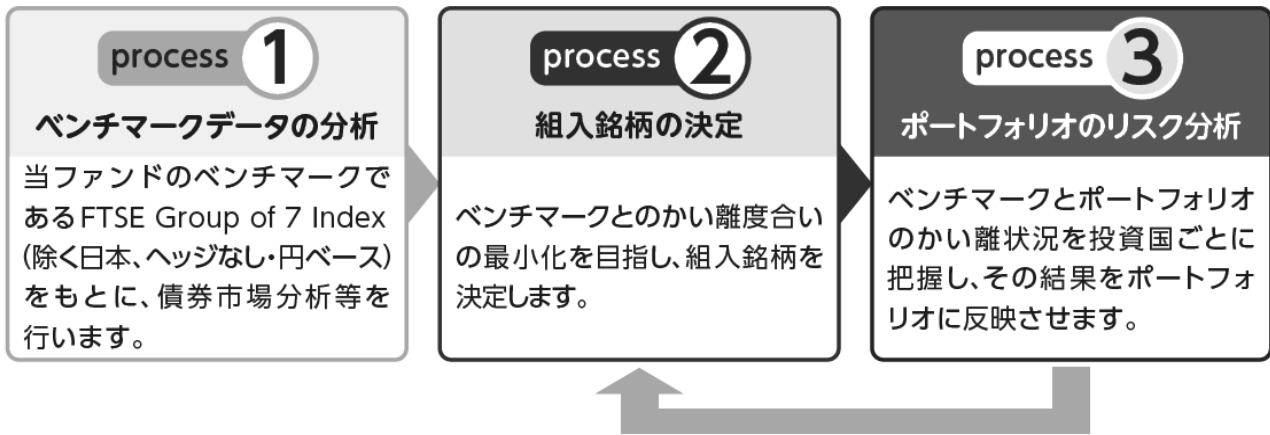 process 1
ベンチマークデータの分析
当ファンドのベンチマークで
あるFTSE Group of 7 Index
(除く日本、ヘッジなし・円ベース)
をもとに、債券市場分析等を
行います。
process 2
組入銘柄の決定
ベンチマークとのかい離度合い
の最小化を目指し、組入銘柄を
決定します。
process 3
ポートフォリオのリスク分析
ベンチマークとポートフォリオ
のかい離状況を投資国ごとに
把握し、その結果をポートフォ
リオに反映させます。